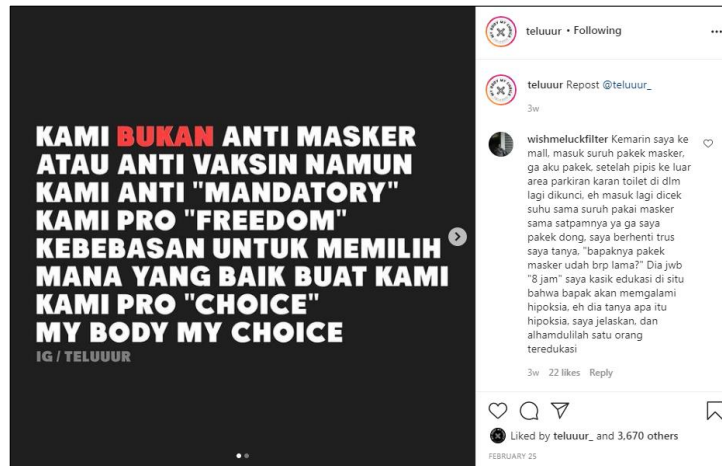 KAMI BUKAN ANTI MASKER
ATAU ANTI VAKSIN NAMUN
KAMI ANTI "MANDATORY"
KAMI PRO "FREEDOM"
KEBEBASAN UNTUK MEMILIH
MANA YANG BAIK BUAT KAMI
KAMI PRO "CHOICE"
MY BODY MY CHOICE
IG / TELUUUR
teluuur • Following
teluuur Repost @teluuur_
3w
wishmeluckfilter Kemarin saya ke
mall, masuk suruh pakek masker,
ga aku pakek, setelah pipis ke luar
area parkiran karan toilet di dlm
lagi dikunci, eh masuk lagi dicek
suhu sama suruh pakai masker
sama satpamnya ya ga saya
pakek dong, saya berhenti trus
saya tanya, "bapaknya pakek
masker udah brp lama?" Dia jwb
"8 jam" saya kasik edukasi di situ
bahwa bapak akan memgalami
hipoksia, eh dia tanya apa itu
hipoksia, saya jelaskan, dan
alhamdulilah satu orang
teredukasi
3w 22 likes Reply
Liked by teluuur_ and 3,670 others
FEBRUARY 25